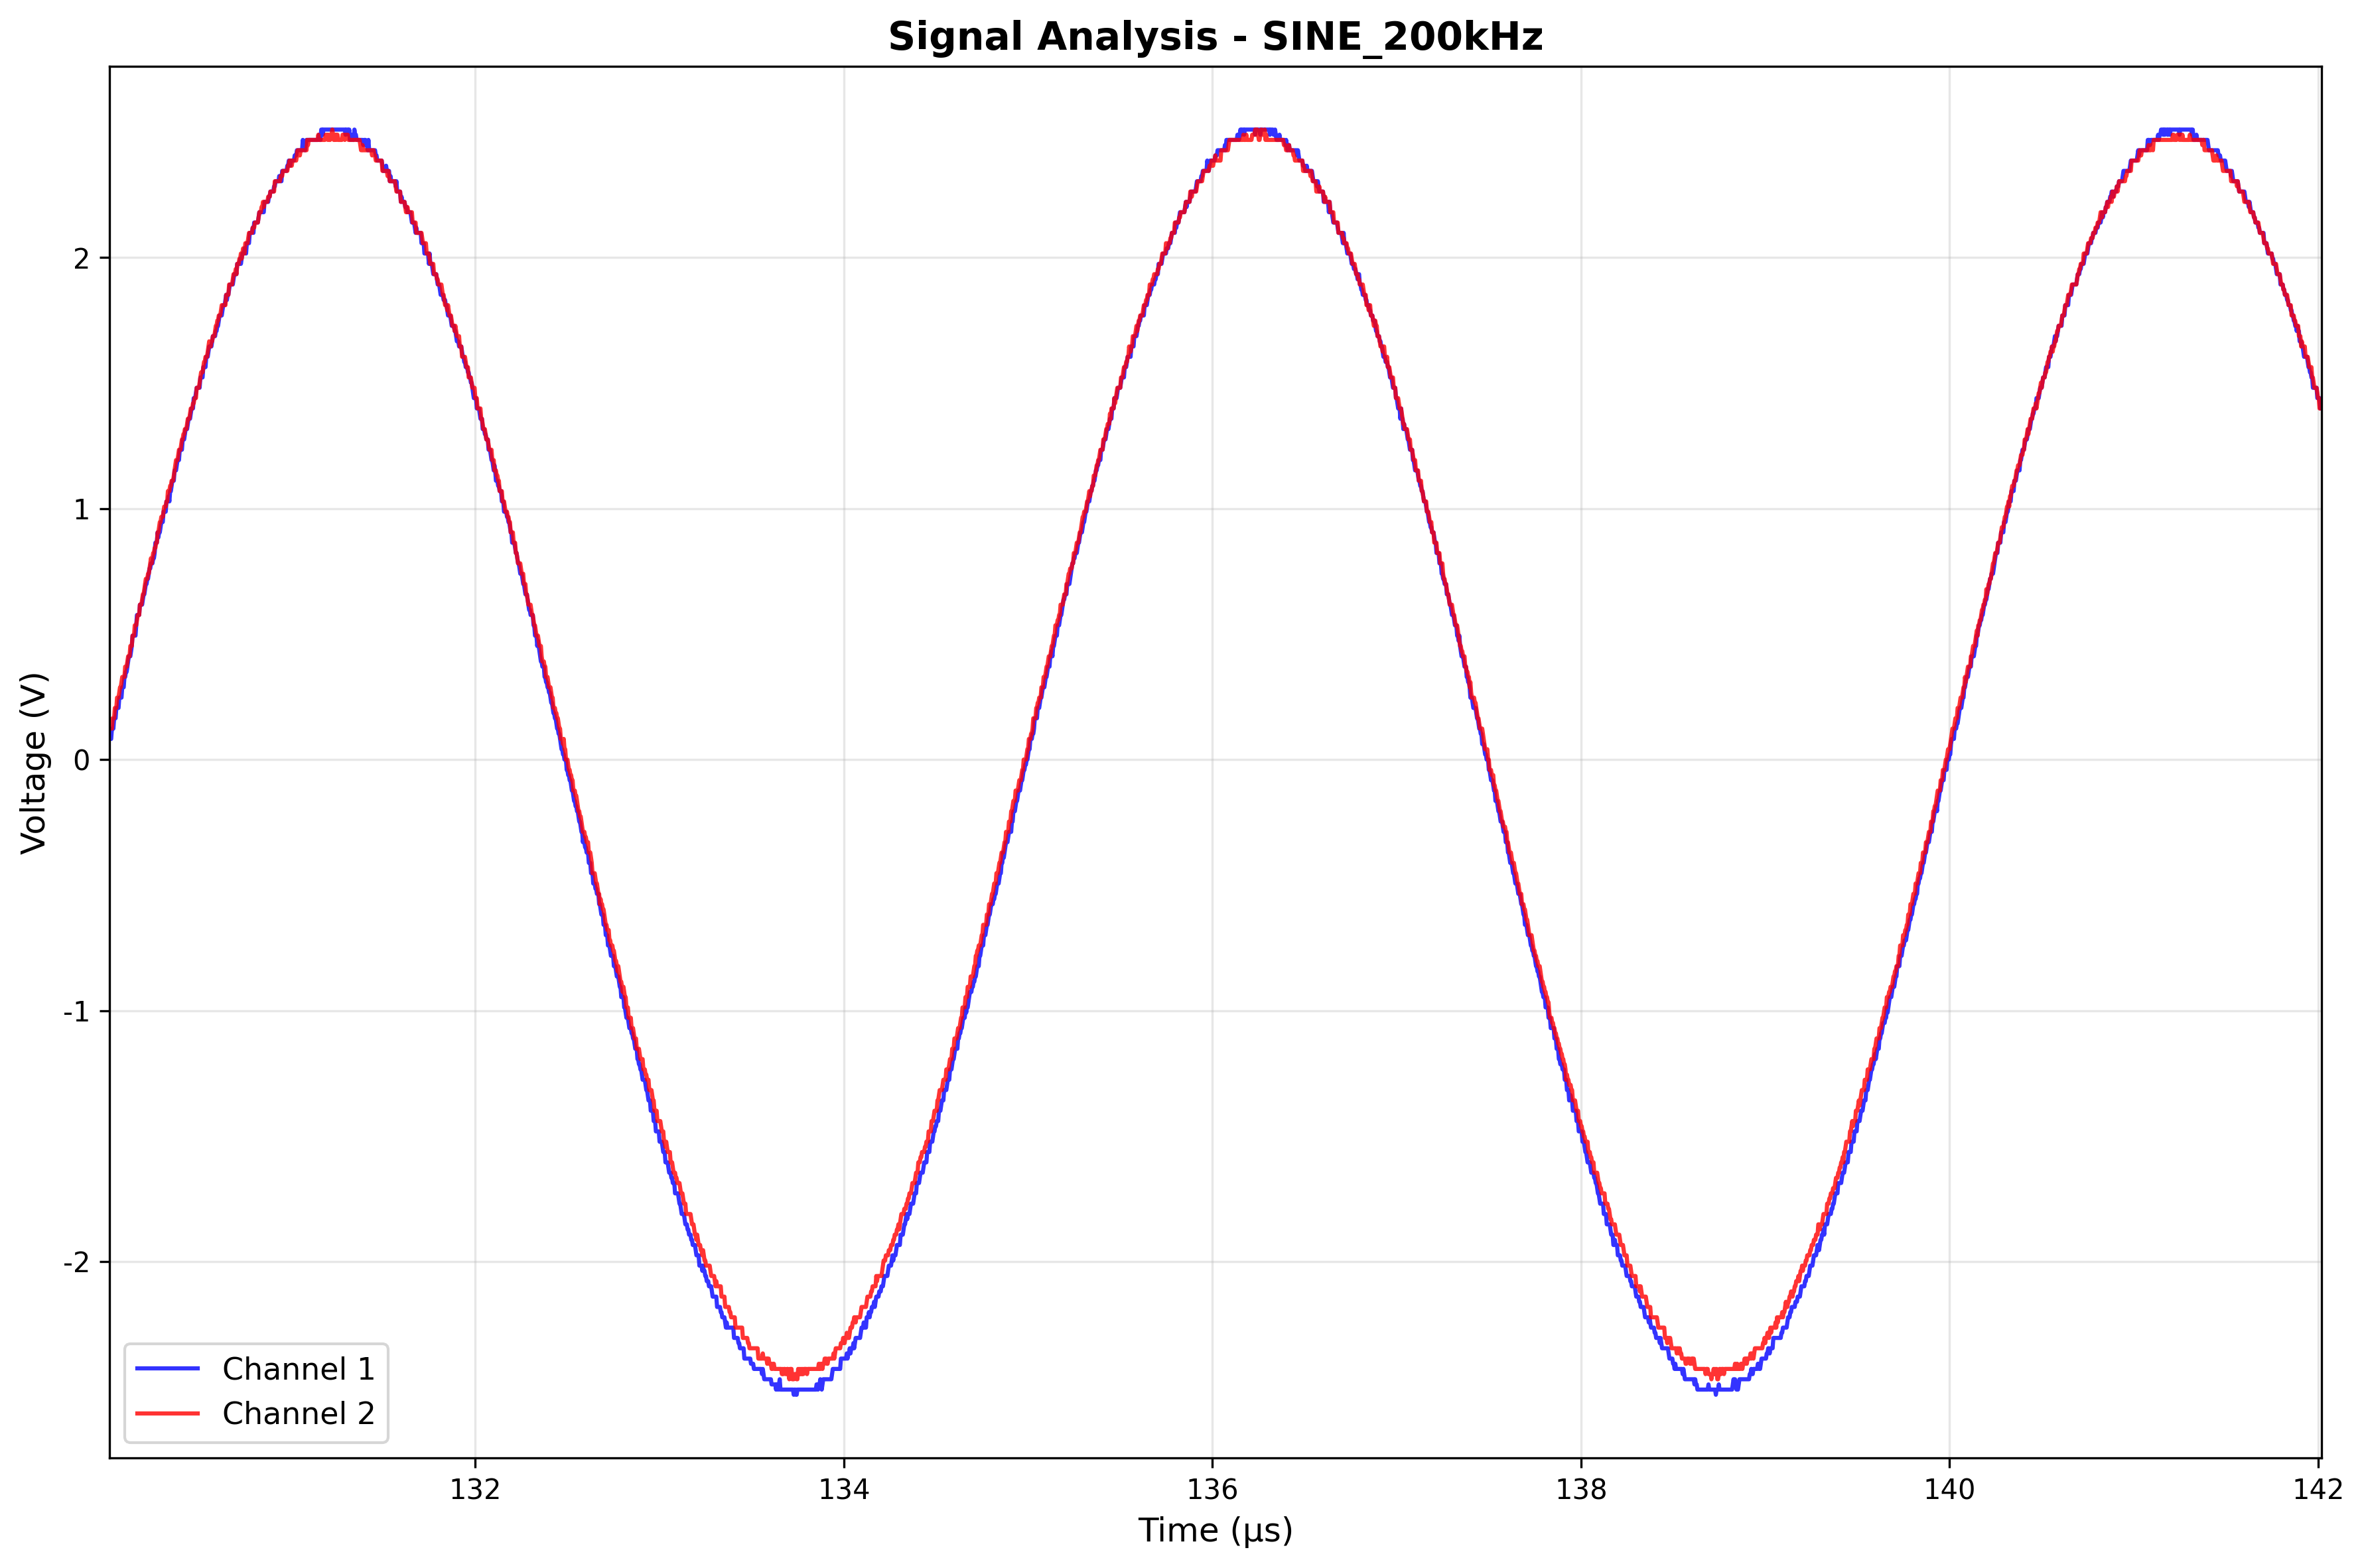 Signal Analysis - SINE_200kHz
Voltage (V)
2
1
0
-1
-2
Channel 1
Channel 2
132
134
136
138
140
142
Time (µs)